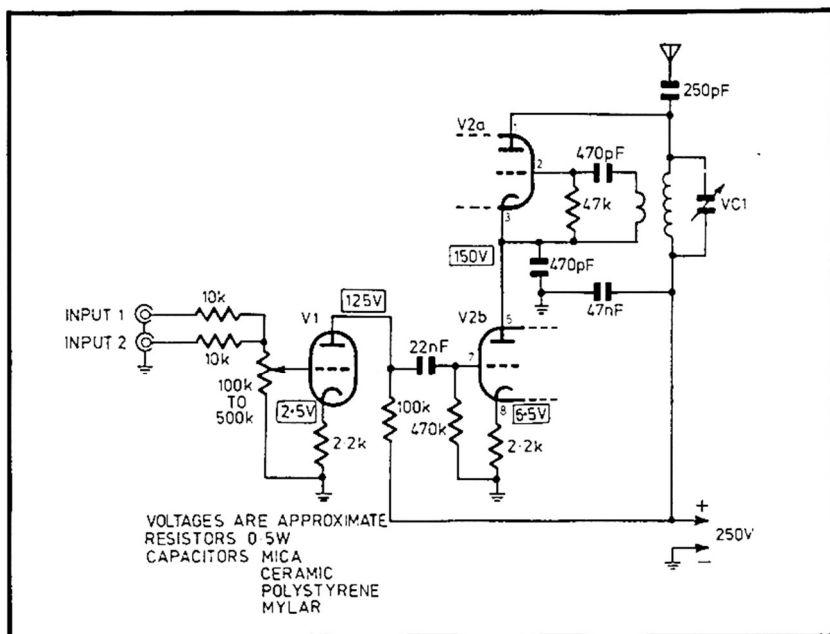 250pF
V2a
470pF
2
47k
VC1
3
150V
470pF
47nF
10k
125V
INPUT 1
V1
V2b
5
INPUT 2
22nF
7
10k
100k
TO
500k
2·5V
100k
470k
8
6·5V
2·2k
2·2k
+
250V
–
VOLTAGES ARE APPROXIMATE
RESISTORS 0·5W
CAPACITORS MICA
CERAMIC
POLYSTYRENE
MYLAR